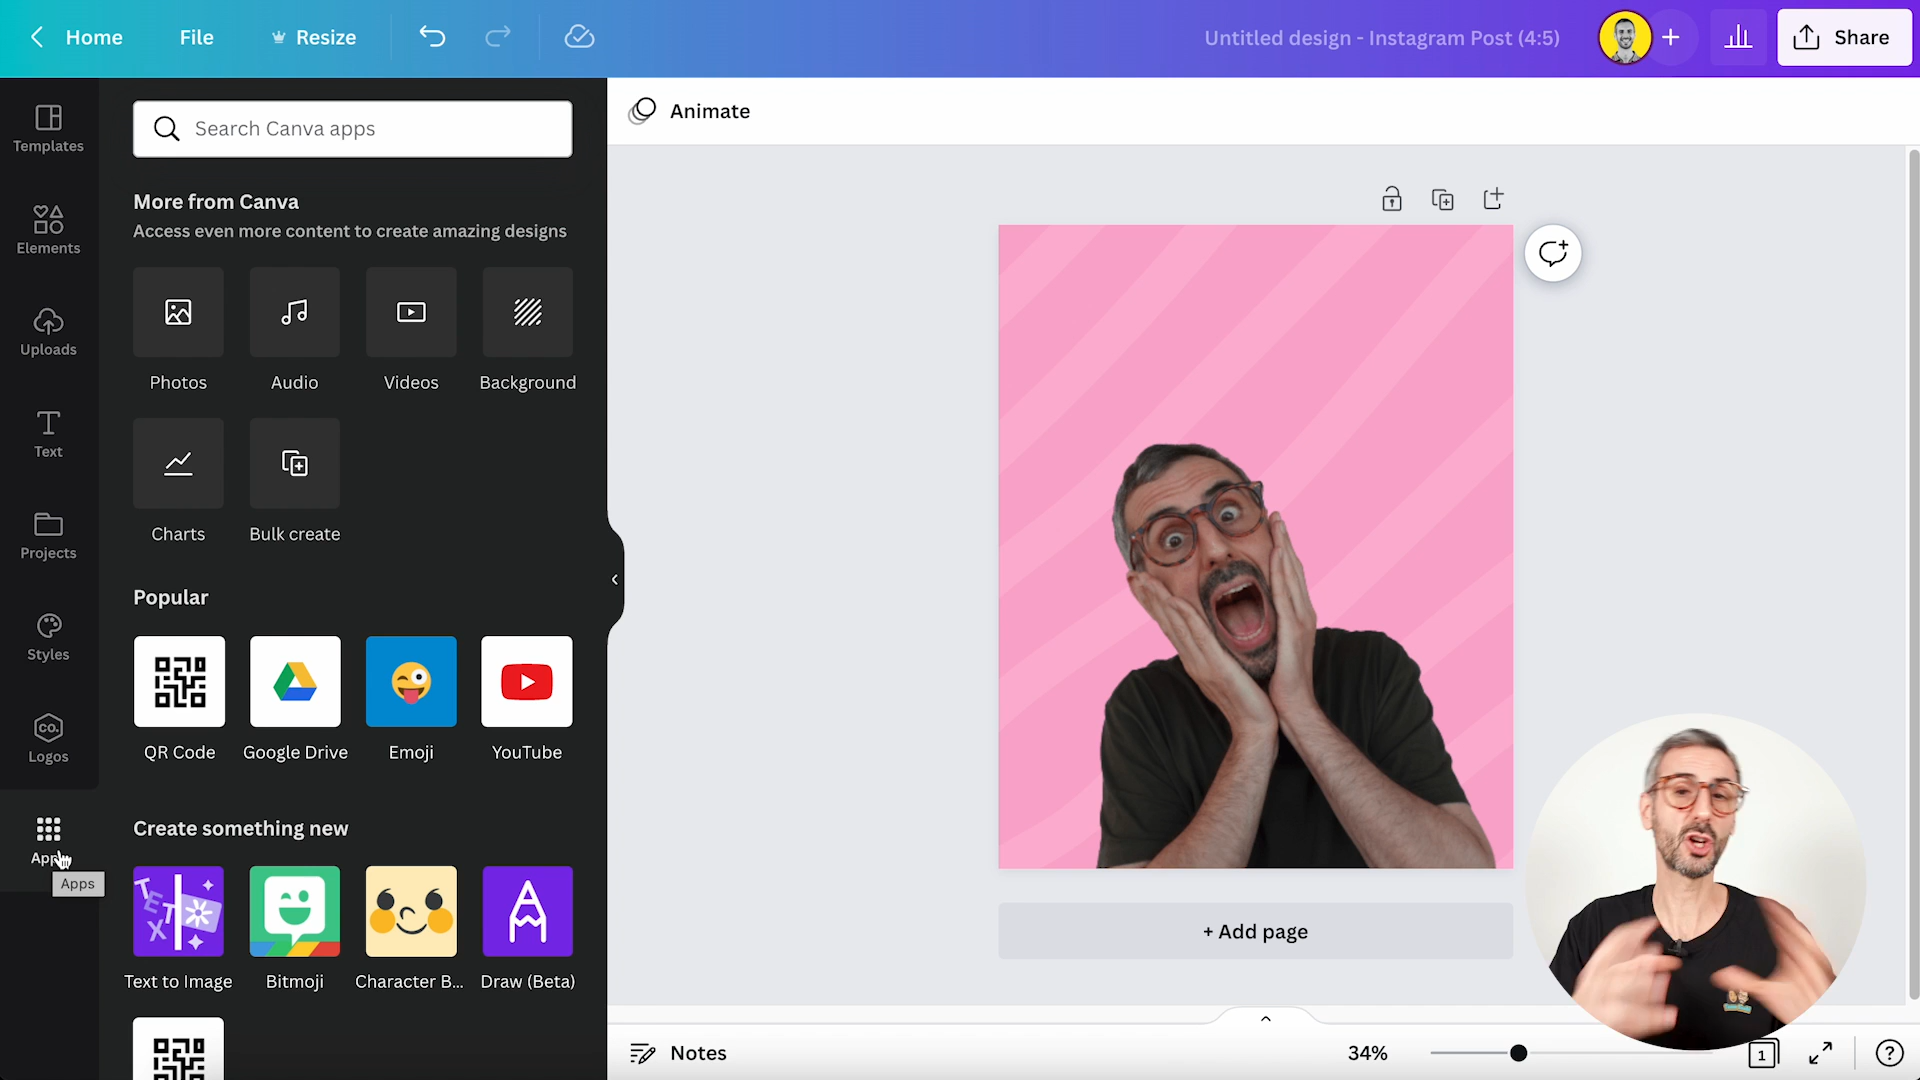 Home
File
Resize
Untitled design - Instagram Post (4:5)
Share
Templates
Elements
Uploads
Text
Projects
Styles
CO.
Logos
Apps
Search Canva apps
More from Canva
Access even more content to create amazing designs
Photos
Audio
Videos
Background
Charts
Bulk create
Popular
QR Code
Google Drive
Emoji
YouTube
Create something new
TEXT
Text to Image
Bitmoji
Character B...
Draw (Beta)
Animate
+ Add page
Notes
34%
1
?